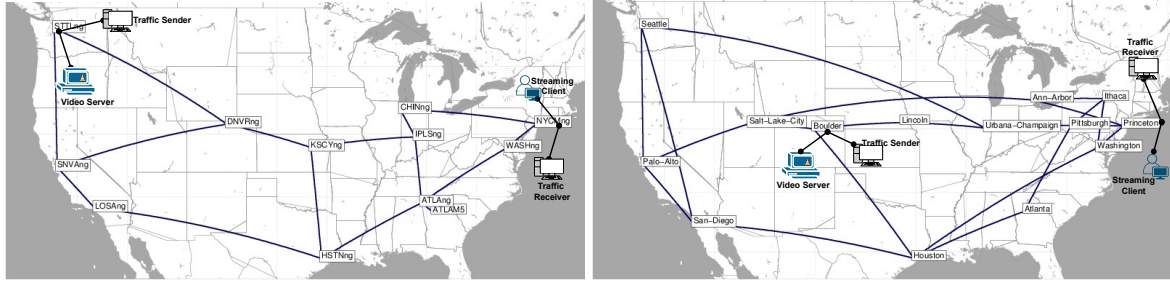 STTLng
Traffic Sender
Video Server
Streaming
Client
CHINng
NYCMng
DNVRng
IPLSng
KSCYng
WASHng
SNVAng
Traffic
Receiver
LOSAng
ATLAng
ATLAM5
HSTNng
Seattle
Traffic
Receiver
Ann-Arbor
Ithaca
Salt-Lake-City
Boulder
Lincoln
Urbana-Champaign
Pittsburgh
Princeton
Traffic Sender
Washington
Palo-Alto
Video Server
Streaming
Client
Atlanta
San-Diego
Houston